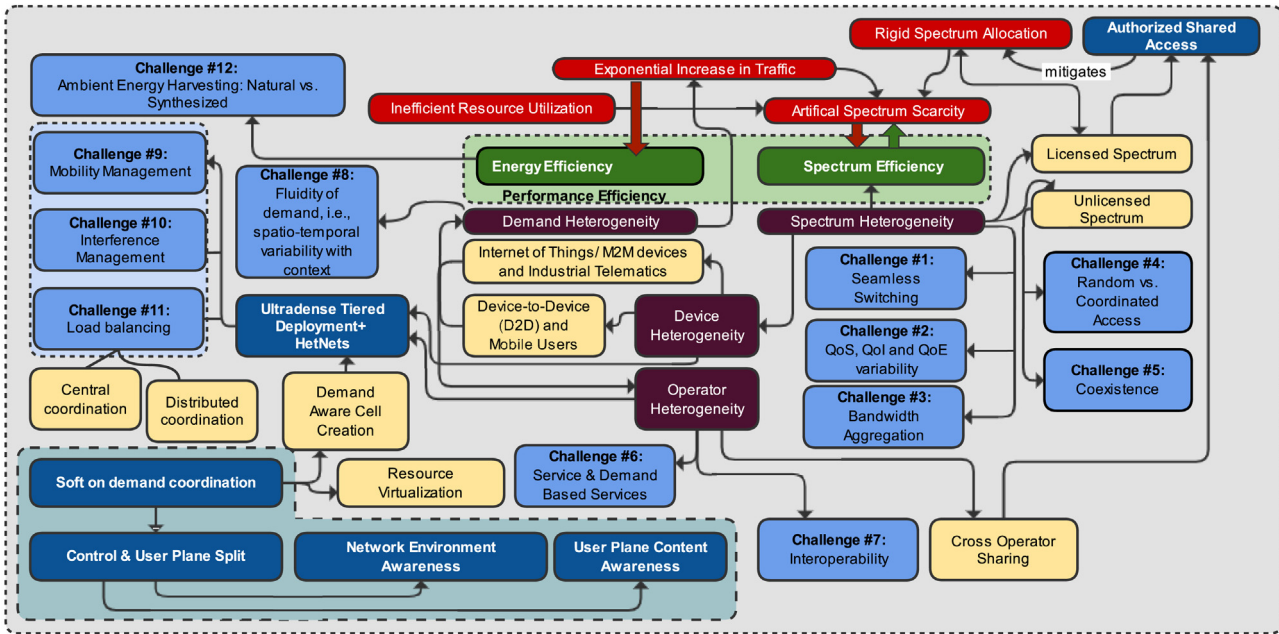 Rigid Spectrum Allocation
Authorized Shared
Access
mitigates
Challenge #12:
Ambient Energy Harvesting: Natural vs.
Synthesized
Exponential Increase in Traffic
Inefficient Resource Utilization
Artifical Spectrum Scarcity
Challenge #9:
Mobility Management
Challenge #8:
Fluidity of
demand, i.e.,
spatio-temporal
variability with
context
Energy Efficiency
Spectrum Efficiency
Performance Efficiency
Licensed Spectrum
Unlicensed
Spectrum
Challenge #10:
Interference
Management
Demand Heterogeneity
Spectrum Heterogeneity
Internet of Things/ M2M devices
and Industrial Telematics
Challenge #1:
Seamless
Switching
Challenge #4:
Random vs.
Coordinated
Access
Challenge #11:
Load balancing
Ultradense Tiered
Deployment+
HetNets
Device-to-Device
(D2D) and
Mobile Users
Device
Heterogeneity
Challenge #2:
QoS, QoI and QoE
variability
Challenge #5:
Coexistence
Central
coordination
Distributed
coordination
Demand
Aware Cell
Creation
Operator
Heterogeneity
Challenge #3:
Bandwidth
Aggregation
Soft on demand coordination
Resource
Virtualization
Challenge #6:
Service & Demand
Based Services
Control & User Plane Split
Network Environment
Awareness
User Plane Content
Awareness
Challenge #7:
Interoperability
Cross Operator
Sharing